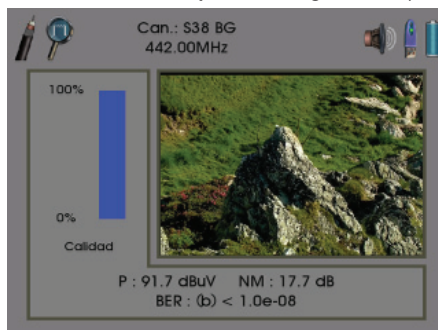 Can.: S38 BG
442.00MHz
100%
0%
Calidad
P : 91.7 dBuV NM : 17.7 dB
BER : (b) < 1.0e-08